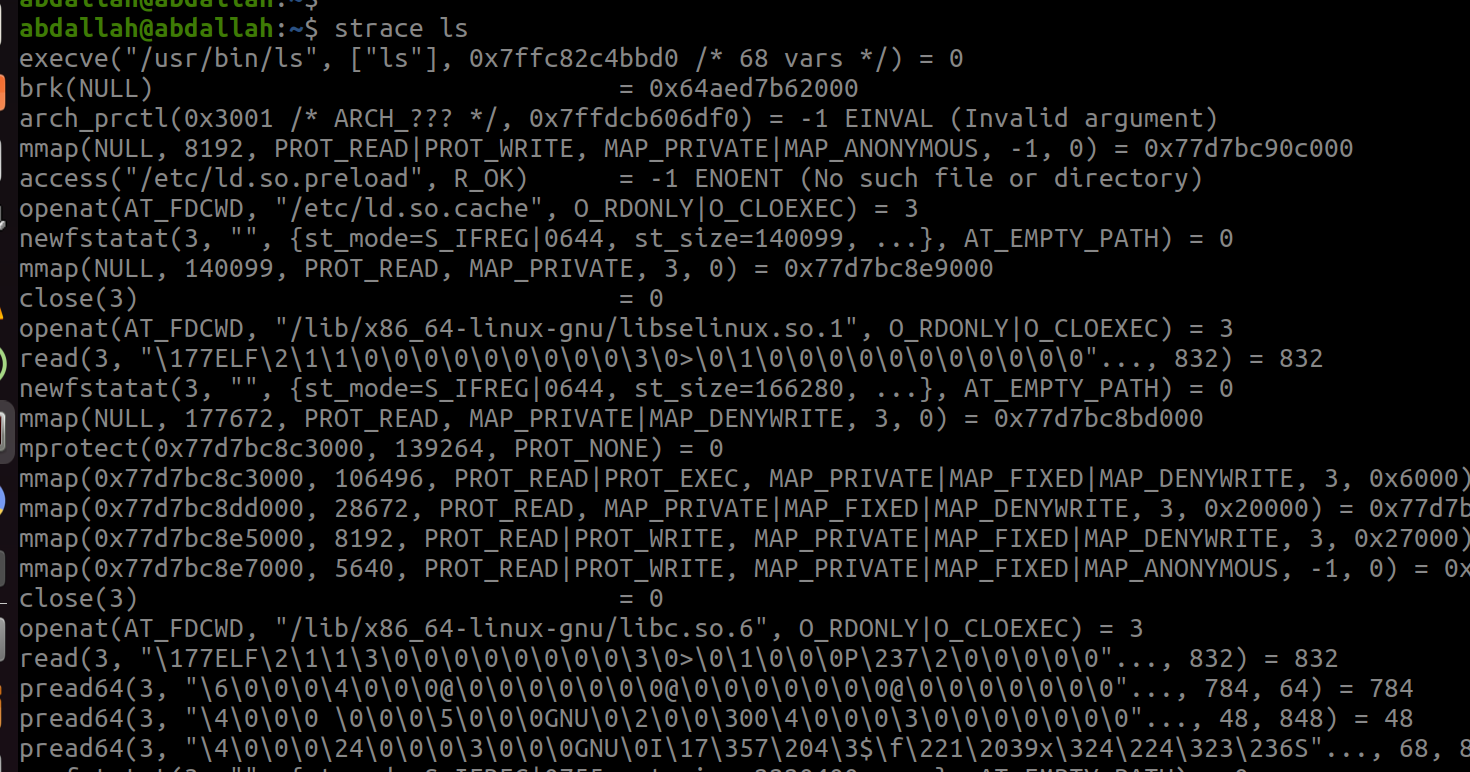 abdallah@abdallah:~$
abdallah@abdallah:~$ strace ls
execve("/usr/bin/ls", ["ls"], 0x7ffc82c4bbd0 /* 68 vars */) = 0
brk(NULL)                               = 0x64aed7b62000
arch_prctl(0x3001 /* ARCH_??? */, 0x7ffdcb606df0) = -1 EINVAL (Invalid argument)
mmap(NULL, 8192, PROT_READ|PROT_WRITE, MAP_PRIVATE|MAP_ANONYMOUS, -1, 0) = 0x77d7bc90c000
access("/etc/ld.so.preload", R_OK)      = -1 ENOENT (No such file or directory)
openat(AT_FDCWD, "/etc/ld.so.cache", O_RDONLY|O_CLOEXEC) = 3
newfstatat(3, "", {st_mode=S_IFREG|0644, st_size=140099, ...}, AT_EMPTY_PATH) = 0
mmap(NULL, 140099, PROT_READ, MAP_PRIVATE, 3, 0) = 0x77d7bc8e9000
close(3)                                = 0
openat(AT_FDCWD, "/lib/x86_64-linux-gnu/libselinux.so.1", O_RDONLY|O_CLOEXEC) = 3
read(3, "\177ELF\2\1\1\0\0\0\0\0\0\0\0\0\3\0>\0\1\0\0\0\0\0\0\0\0\0\0\0"..., 832) = 832
newfstatat(3, "", {st_mode=S_IFREG|0644, st_size=166280, ...}, AT_EMPTY_PATH) = 0
mmap(NULL, 177672, PROT_READ, MAP_PRIVATE|MAP_DENYWRITE, 3, 0) = 0x77d7bc8bd000
mprotect(0x77d7bc8c3000, 139264, PROT_NONE) = 0
mmap(0x77d7bc8c3000, 106496, PROT_READ|PROT_EXEC, MAP_PRIVATE|MAP_FIXED|MAP_DENYWRITE, 3, 0x6000)
mmap(0x77d7bc8dd000, 28672, PROT_READ, MAP_PRIVATE|MAP_FIXED|MAP_DENYWRITE, 3, 0x20000) = 0x77d7b
mmap(0x77d7bc8e5000, 8192, PROT_READ|PROT_WRITE, MAP_PRIVATE|MAP_FIXED|MAP_DENYWRITE, 3, 0x27000)
mmap(0x77d7bc8e7000, 5640, PROT_READ|PROT_WRITE, MAP_PRIVATE|MAP_FIXED|MAP_ANONYMOUS, -1, 0) = 0x
close(3)                                = 0
openat(AT_FDCWD, "/lib/x86_64-linux-gnu/libc.so.6", O_RDONLY|O_CLOEXEC) = 3
read(3, "\177ELF\2\1\1\3\0\0\0\0\0\0\0\0\3\0>\0\1\0\0\0P\237\2\0\0\0\0\0"..., 832) = 832
pread64(3, "\6\0\0\0\4\0\0\0@\0\0\0\0\0\0\0@\0\0\0\0\0\0\0@\0\0\0\0\0\0\0"..., 784, 64) = 784
pread64(3, "\4\0\0\0 \0\0\0\5\0\0\0GNU\0\2\0\0\300\4\0\0\0\3\0\0\0\0\0\0\0"..., 48, 848) = 48
pread64(3, "\4\0\0\0\24\0\0\0\3\0\0\0GNU\0I\17\357\204\3$\f\221\2039x\324\224\323\236S"..., 68, 8